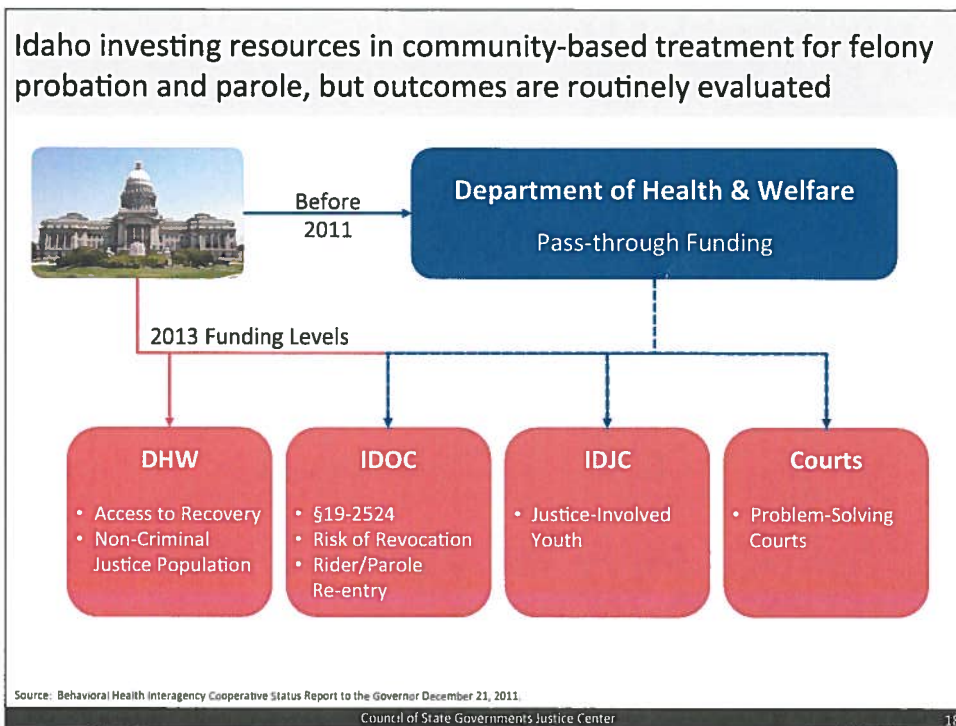 Idaho investing resources in community-based treatment for felony
probation and parole, but outcomes are routinely evaluated
Before
2011
Department of Health & Welfare
Pass-through Funding
2013 Funding Levels
DHW
• Access to Recovery
• Non-Criminal
Justice Population
IDOC
• §19-2524
• Risk of Revocation
• Rider/Parole
Re-entry
IDJC
• Justice-Involved
Youth
Courts
• Problem-Solving
Courts
Source: Behavioral Health Interagency Cooperative Status Report to the Governor December 21, 2011.
Council of State Governments Justice Center